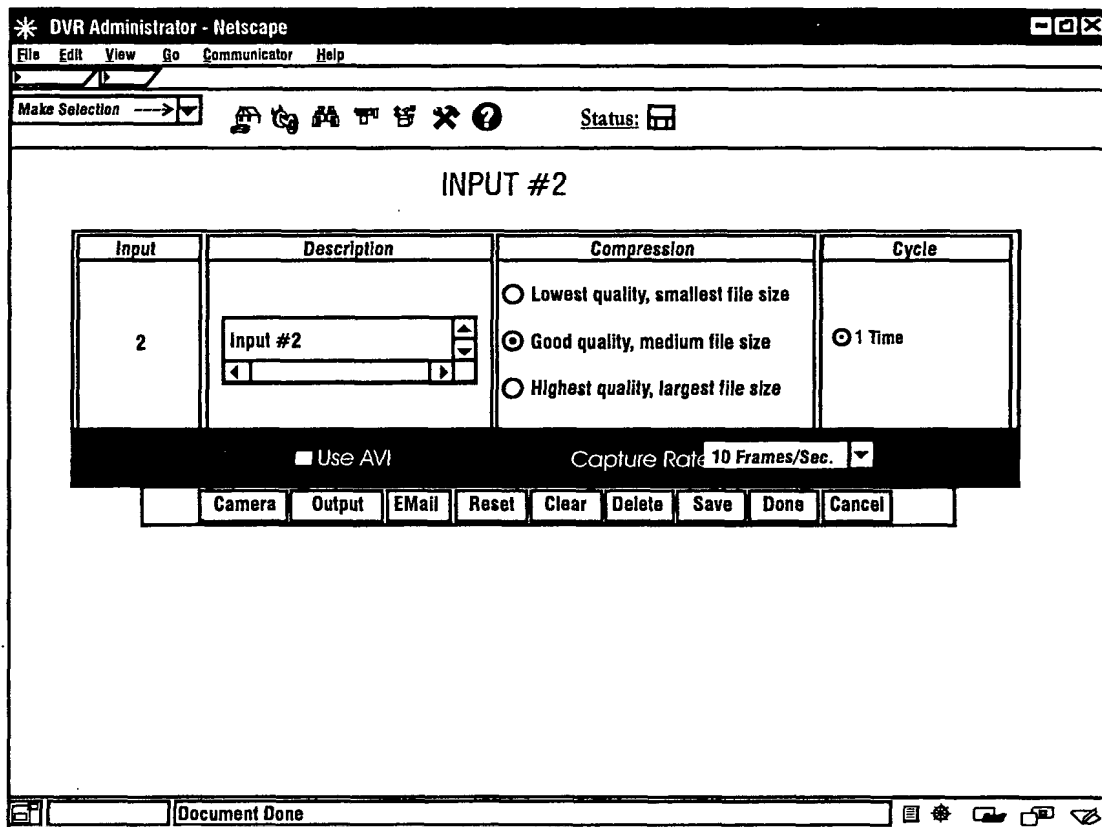 DVR Administrator - Netscape
File Edit View Go Communicator Help
Make Selection ---->
Status:
INPUT #2
Input Description Compression Cycle
Lowest quality, smallest file size
2 Input #2 Good quality, medium file size 1 Time
Highest quality, largest file size
Use AVI Capture Rate 10 Frames/Sec.
Camera Output EMail Reset Clear Delete Save Done Cancel
Document Done